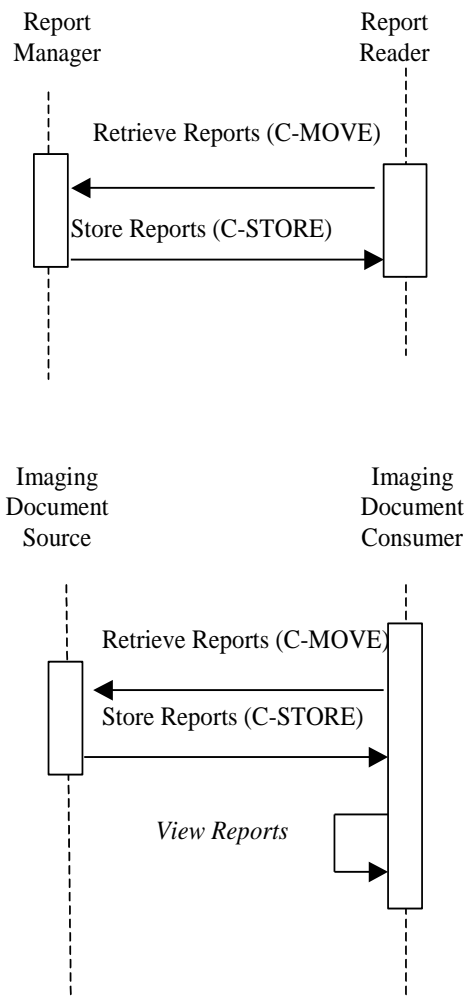 Report
Manager
Report
Reader
Retrieve Reports (C-MOVE)
Store Reports (C-STORE)
Imaging
Document
Source
Imaging
Document
Consumer
Retrieve Reports (C-MOVE)
Store Reports (C-STORE)
View Reports